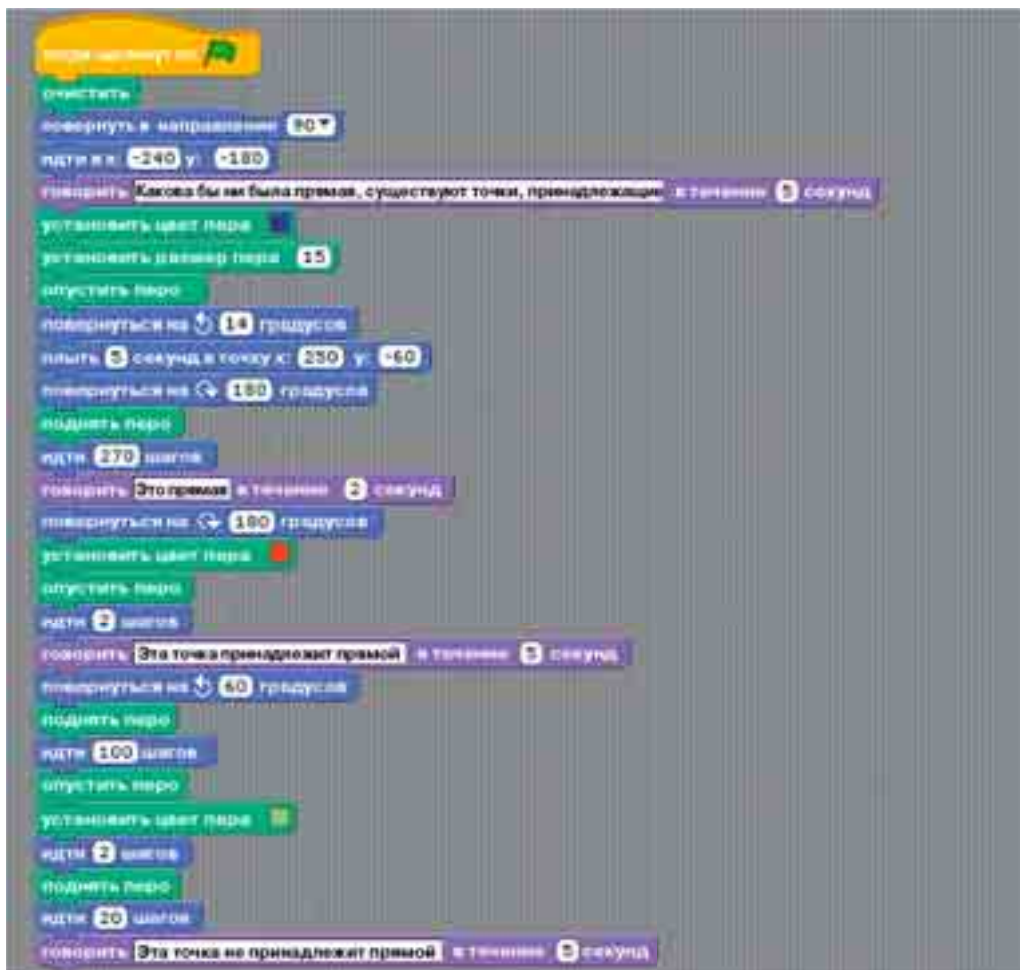 когда щелкнут по
очистить
повернуть в направление 90
идти в x: -240 y: -180
говорить Какова бы ни была прямая, существуют точки, принадлежащие в течение 5 секунд
установить цвет пера
установить размер пера 15
опустить перо
повернуться на 14 градусов
плыть 5 секунд в точку x: 250 y: -60
повернуться на 180 градусов
поднять перо
идти 270 шагов
говорить Это прямая в течение 2 секунд
повернуться на 180 градусов
установить цвет пера
опустить перо
идти 2 шагов
говорить Эта точка принадлежит прямой в течение 5 секунд
повернуться на 60 градусов
поднять перо
идти 100 шагов
опустить перо
установить цвет пера
идти 2 шагов
поднять перо
идти 20 шагов
говорить Эта точка не принадлежит прямой в течение 5 секунд